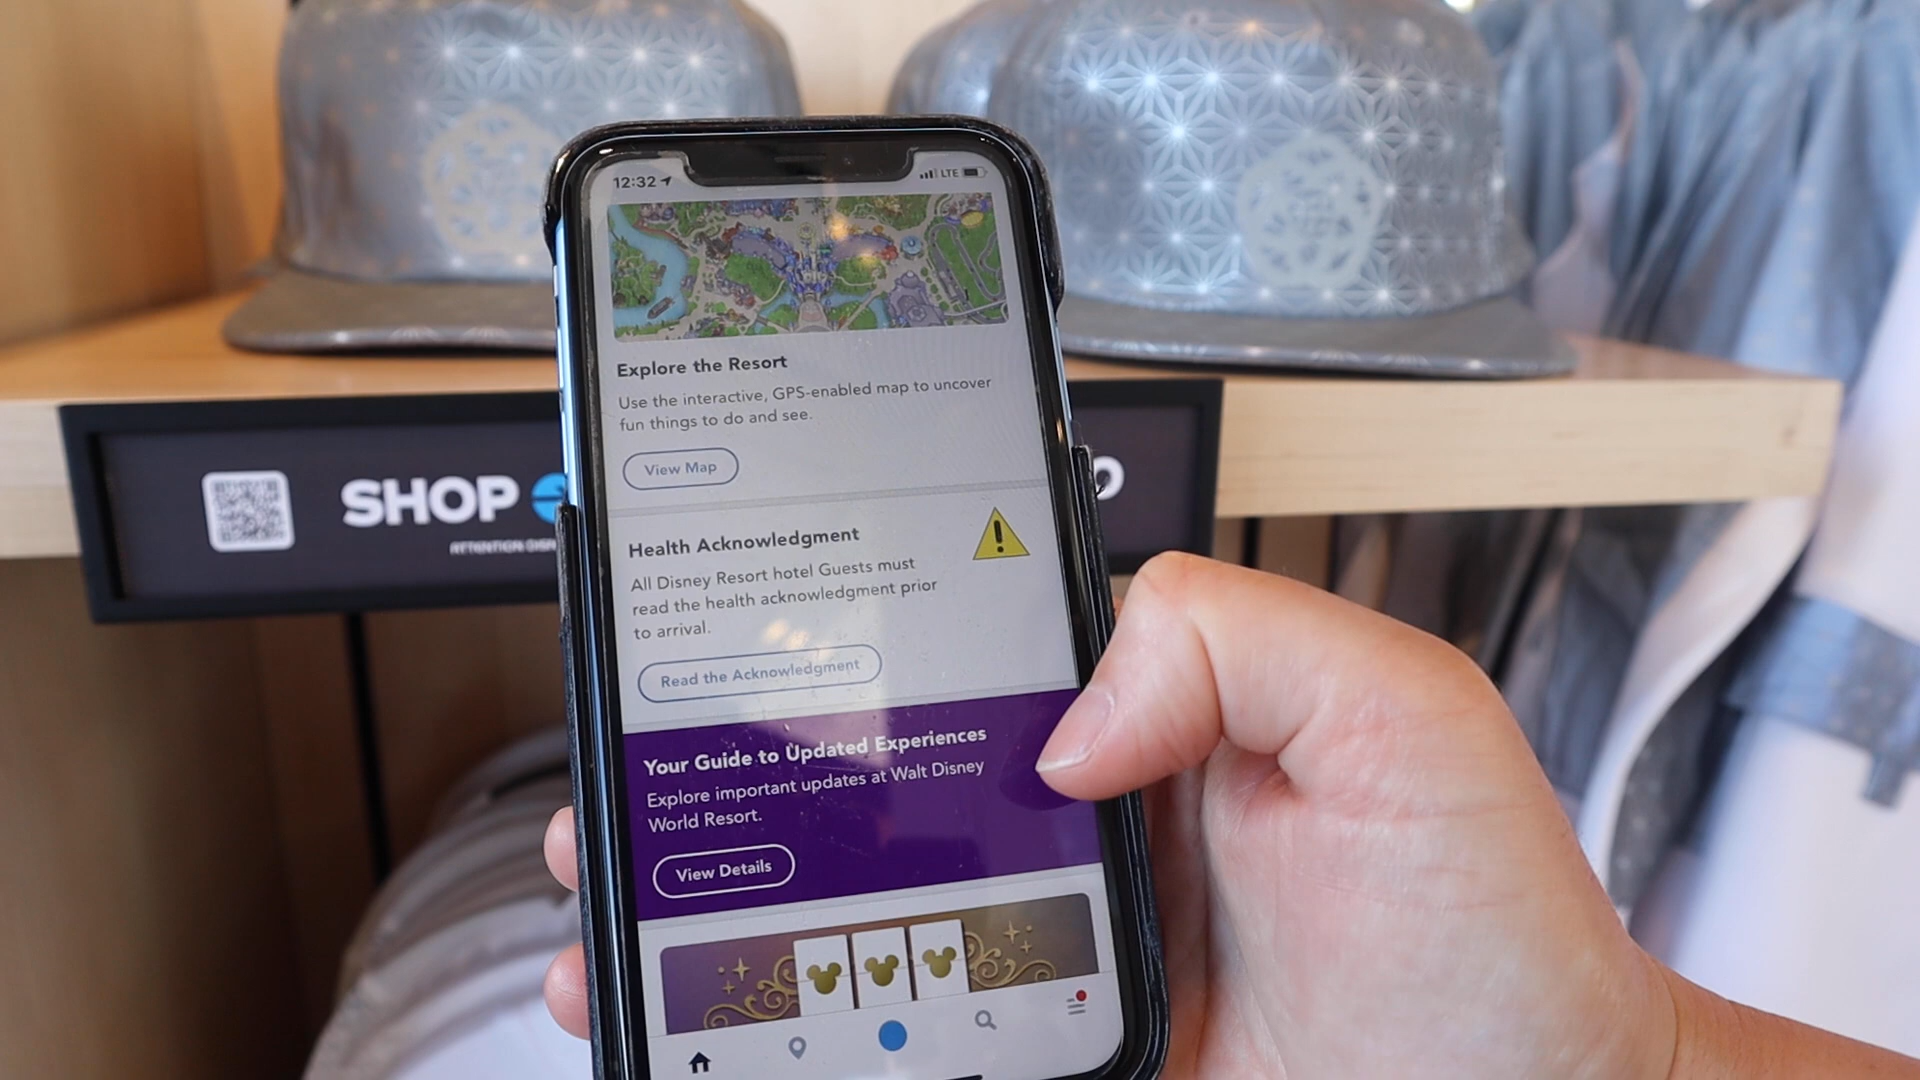 12:32
LTE
Explore the Resort
Use the interactive, GPS-enabled map to uncover
fun things to do and see.
View Map
Health Acknowledgment
All Disney Resort hotel Guests must
read the health acknowledgment prior
to arrival.
Read the Acknowledgment
Your Guide to Updated Experiences
Explore important updates at Walt Disney
World Resort.
View Details
SHOP
ATTENTION